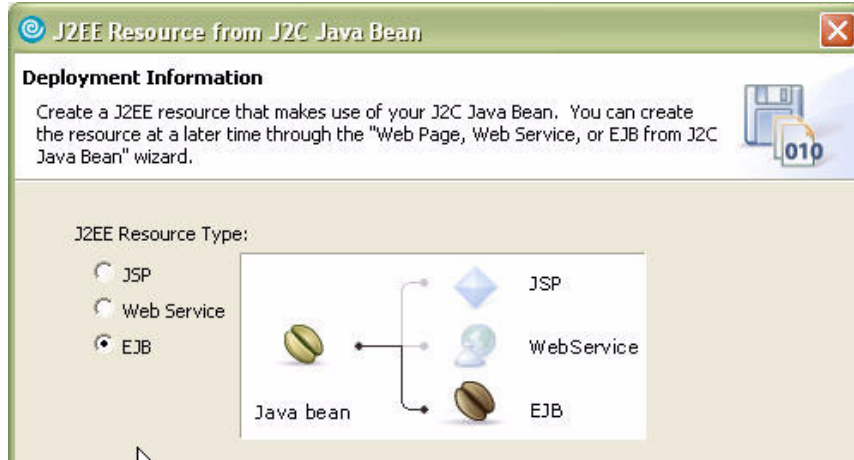 J2EE Resource from J2C Java Bean
Deployment Information
Create a J2EE resource that makes use of your J2C Java Bean. You can create
the resource at a later time through the "Web Page, Web Service, or EJB from J2C
Java Bean" wizard.
010
J2EE Resource Type:
JSP
Web Service
EJB
JSP
WebService
Java bean
EJB